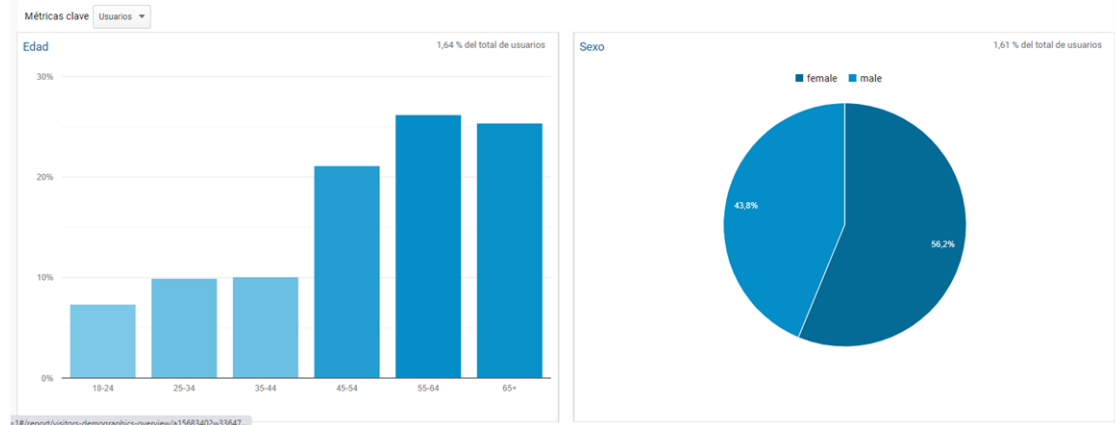 Métricas clave Usuarios
Edad
1,64 % del total de usuarios
30%
20%
10%
0%
18-24 25-34 35-44 45-54 55-64 65+
Sexo
1,61 % del total de usuarios
female male
43,8%
56,2%